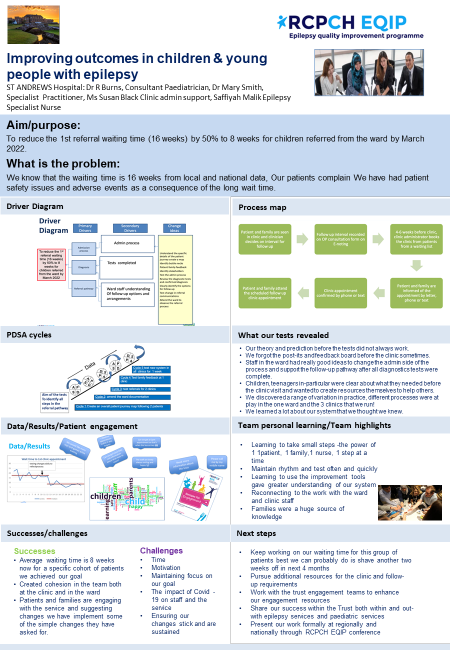 RCPCH EQIP
Epilepsy quality improvement programme
Improving outcomes in children & young
people with epilepsy
ST ANDREWS Hospital: Dr R Burns, Consultant Paediatrician, Dr Mary Smith,
Specialist Practitioner, Ms Susan Black Clinic admin support, Saffiyah Malik Epilepsy
Specialist Nurse
Aim/purpose:
To reduce the 1st referral waiting time (16 weeks) by 50% to 8 weeks for children referred from the ward by March
2022.
What is the problem:
We know that the waiting time is 16 weeks from local and national data, Our patients complain We have had patient
safety issues and adverse events as a consequence of the long wait time.
Driver Diagram
Driver
Diagram
Primary
Drivers
Secondary
Drivers
Change
Ideas
To reduce the 1st
referral waiting
time (16 weeks)
by 50% to 8
weeks for
children referred
from the ward by
March 2022
Admin process
Tests completed
Ward staff understanding
Of follow up options and
arrangements
Process map
Patient and family are seen
in clinic and clinician
decides on interval for
follow up
Follow up interval recorded
on OP consultation form on
E noting
4-6 weeks before clinic,
clinic administrator books
the clinic from patients
from a waiting list
Patient and family attend
the scheduled follow up
clinic appointment
Clinic appointment
confirmed by phone or text
Patient and family are
informed of the
appointment by letter,
phone or text
PDSA cycles
Data
Aim of the tests
To identify all
steps to the
referral pathway
What our tests revealed
• Our theory and prediction before the tests did not always work.
• We forgot the post-its and feedback board before the clinic sometimes.
• Staff in the ward had really good ideas to change the admin side of the
process and support the follow-up pathway after all diagnostics tests were
complete.
• Children, teenagers in-particular were clear about what they needed before
the clinic visit and wanted to create resources themselves to help others.
• We discovered a range of variation in practice, different processes were at
play in the one ward and the 3 clinics that we run!
• We learned a lot about our system that we thought we knew.
Data/Results/Patient engagement
Data/Results
children
child
parents
learning
Team personal learning/Team highlights
• Learning to take small steps -the power of
1 1patient, 1 family,1 nurse, 1 step at a
time
• Maintain rhythm and test often and quickly
• Learning to use the improvement tools
gave greater understanding of our system
• Reconnecting to the work with the ward
and clinic staff
• Families were a huge source of
knowledge
Successes/challenges
Successes
• Average waiting time is 8 weeks
now for a specific cohort of patients
we achieved our goal
• Created cohesion in the team both
at the clinic and in the ward
• Patients and families are engaging
with the service and suggesting
changes we have implement some
of the simple changes they have
asked for.
Challenges
• Time
• Motivation
• Maintaining focus on
our goal
• The impact of Covid -
19 on staff and the
service
• Ensuring our
changes stick and are
sustained
Next steps
• Keep working on our waiting time for this group of
patients best we can probably do is shave another two
weeks off in next 4 months
• Pursue additional resources for the clinic and follow-
up requirements
• Work with the trust engagement teams to enhance
our engagement resources
• Share our success within the Trust both within and out-
with epilepsy services and paediatric services
• Present our work formally at regionally and
nationally through RCPCH EQIP conference